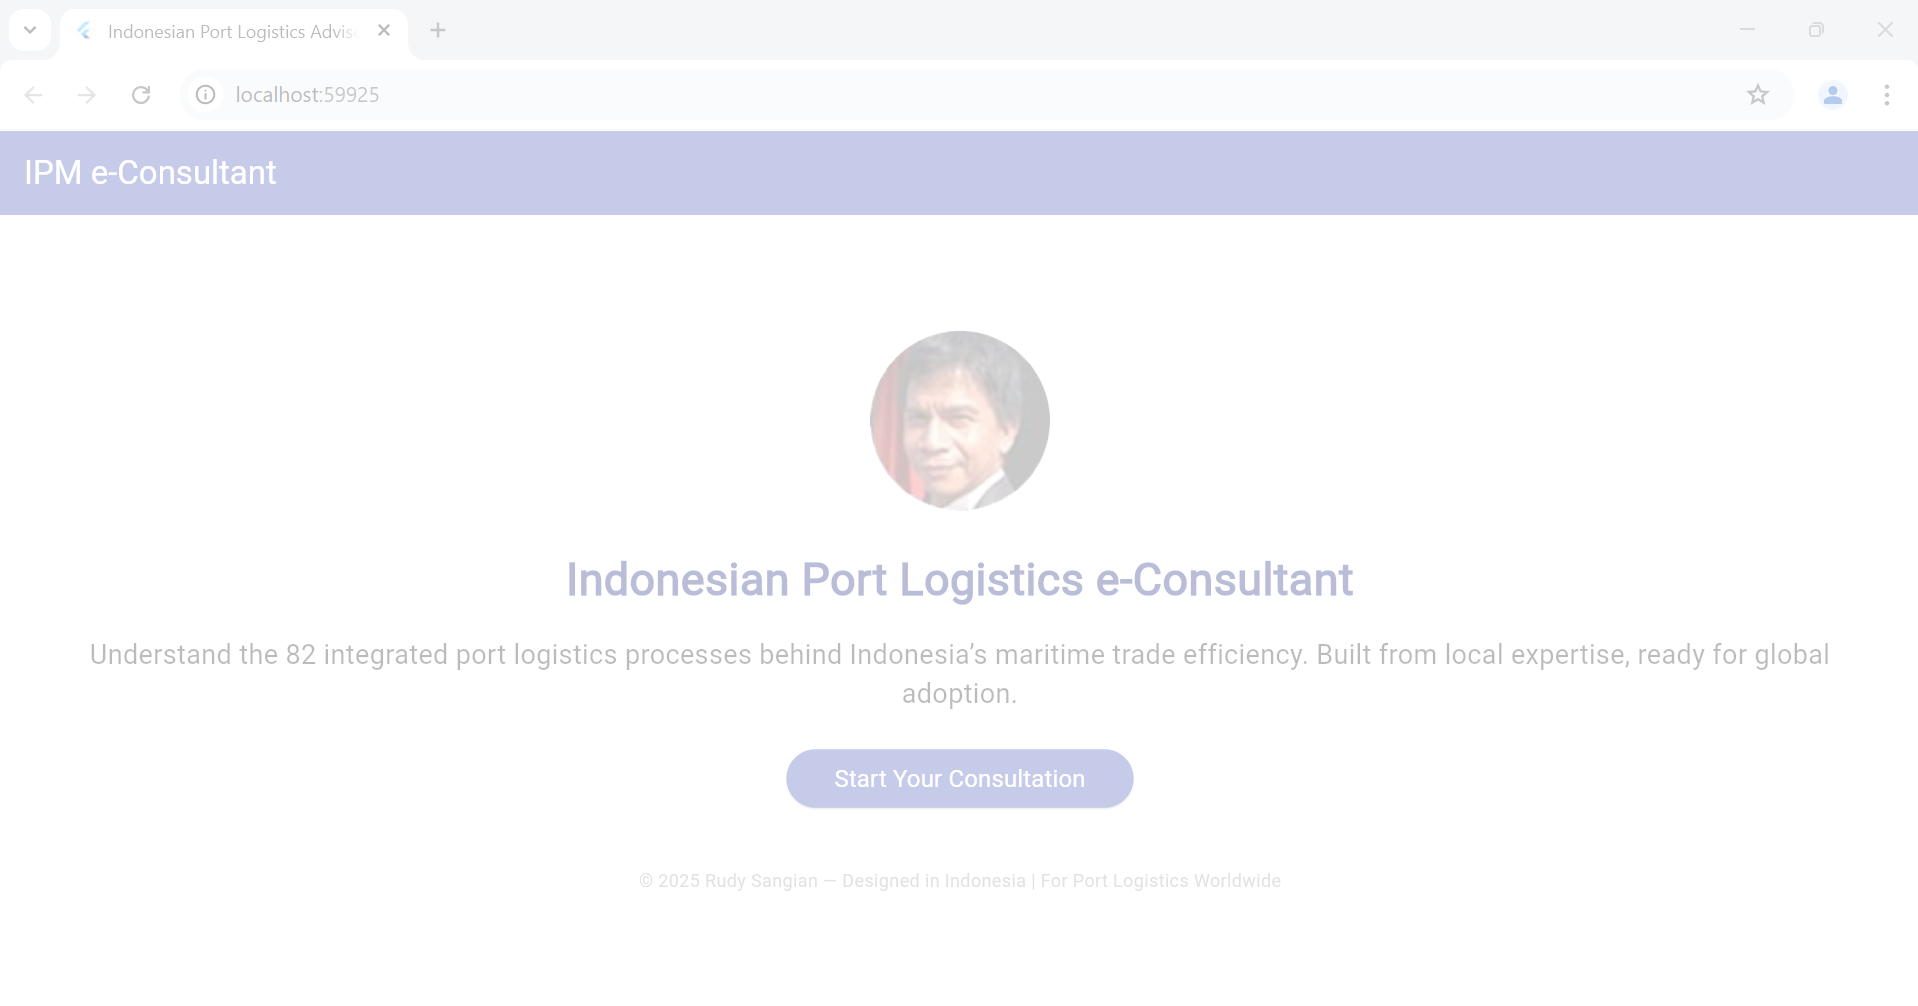 Indonesian Port Logistics Advis
localhost:59925
IPM e-Consultant
Indonesian Port Logistics e-Consultant
Understand the 82 integrated port logistics processes behind Indonesia’s maritime trade efficiency. Built from local expertise, ready for global
adoption.
Start Your Consultation
© 2025 Rudy Sangian — Designed in Indonesia | For Port Logistics Worldwide